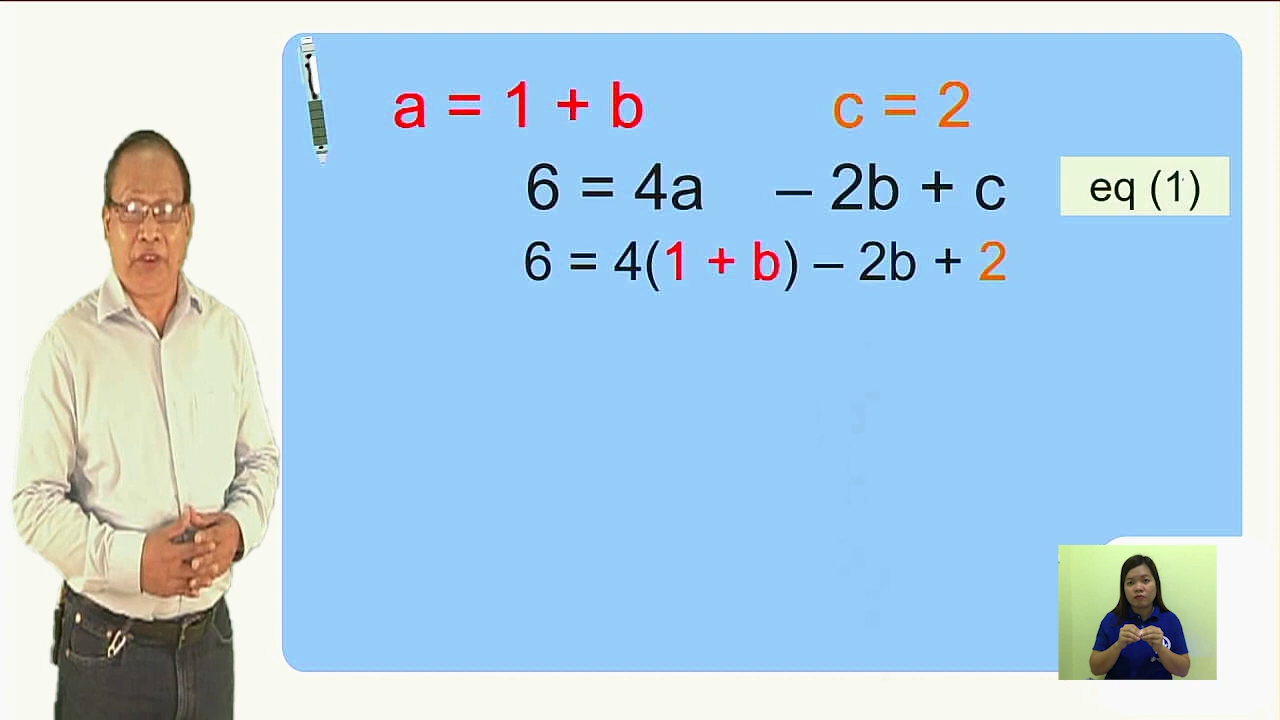 a = 1 + b c = 2
6 = 4a – 2b + c eq (1)
6 = 4(1 + b) – 2b + 2